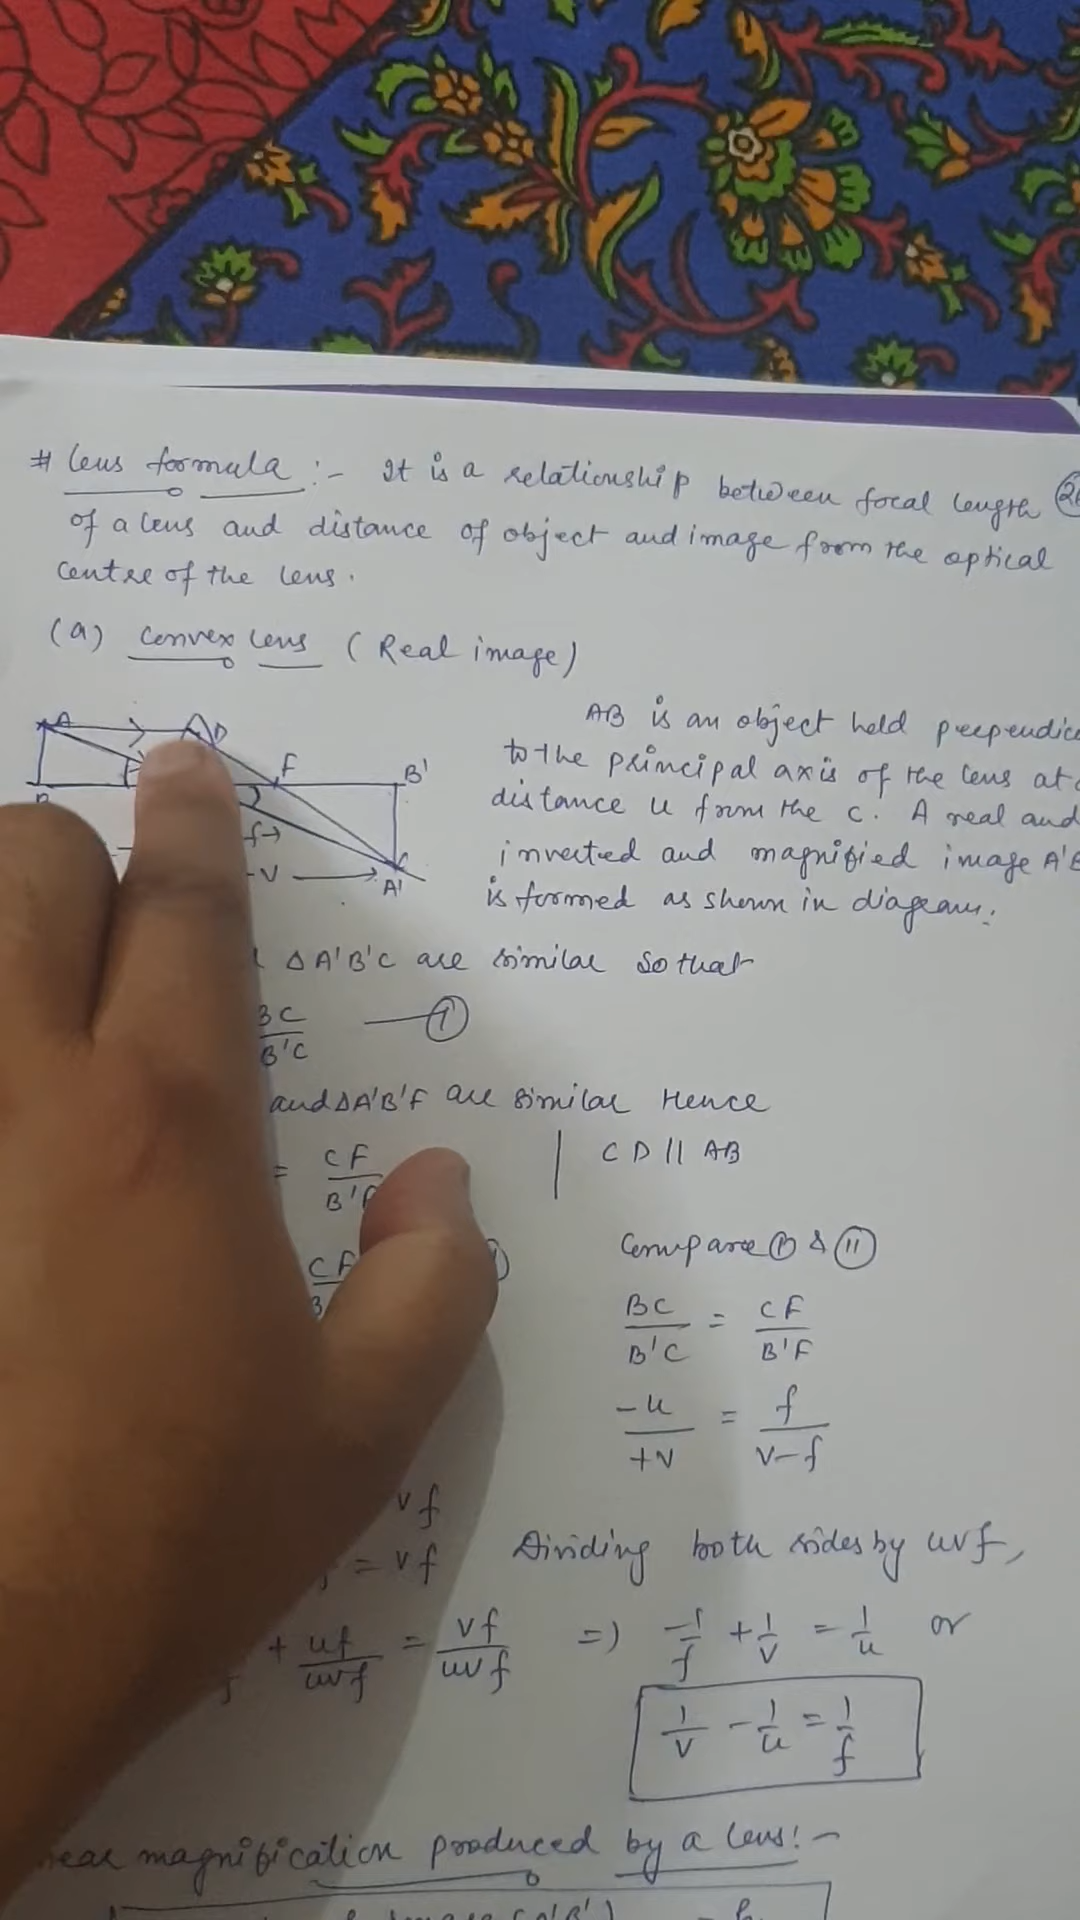 # Lens formula :- It is a relationship between focal length
of a lens and distance of object and image from the optical
centre of the lens.
(a) Convex lens (Real image)
A D
F B'
f→
-V → A'
AB is an object held
to the principal axis of the lens at
distance u from the C. A real and
inverted and magnified image
is formed as shown in diagram.
Δ A'B'C are similar so that
BC
B'C
I
and Δ A'B'F are similar Hence
= CF
CD || AB
CF
Compare I & II
BC/B'C = CF/B'F
-u/+v = f/v-f
vf
= vf
Dividing both sides by uvf,
+ uf/uvf = vf/uvf => -1/f + 1/v = 1/u or
1/v - 1/u = 1/f
magnification produced by a lens:-